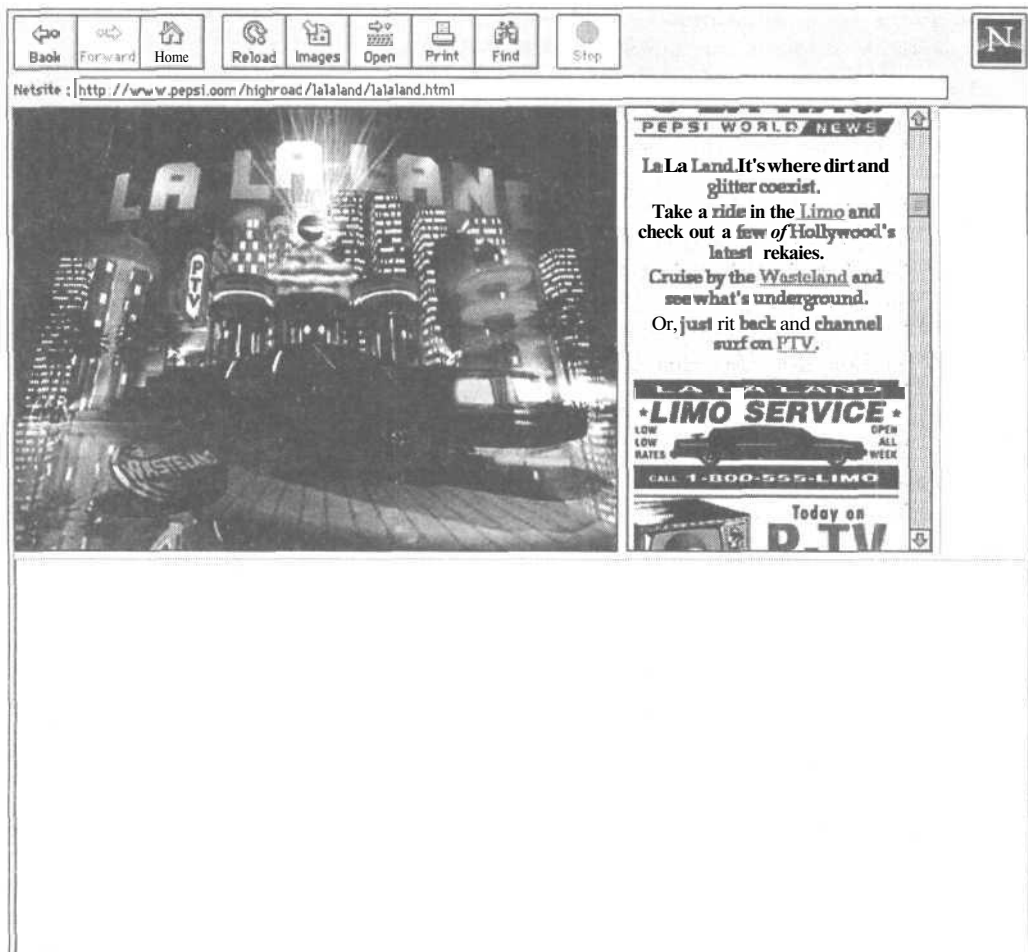 Back Forward Home Reload Images Open Print Find Stop
N
Netsite : http://www.pepsi.com/highroad/lalaland/lalaland.html
LA LA LAND
PTV
WASTELAND
PEPSI WORLD NEWS
La La Land. It's where dirt and
glitter coexist.
Take a ride in the Limo and
check out a few of Hollywood's
latest rekaies.
Cruise by the Wasteland and
see what's underground.
Or, just rit back and channel
surf on PTV.
LA LA LAND
LIMO SERVICE
LOW
LOW
RATES
OPEN
ALL
WEEK
CALL 1-800-555-LIMO
Today on
P-TV